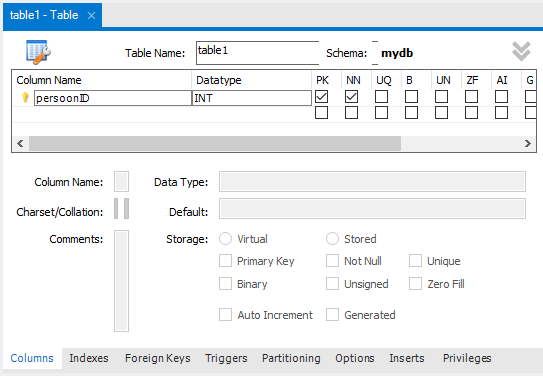 table1 - Table ×
Table Name: table1 Schema: mydb
Column Name Datatype PK NN UQ B UN ZF AI G
persoonID INT
Column Name: Data Type:
Charset/Collation: Default:
Comments: Storage: Virtual Stored
Primary Key Not Null Unique
Binary Unsigned Zero Fill
Auto Increment Generated
Columns Indexes Foreign Keys Triggers Partitioning Options Inserts Privileges